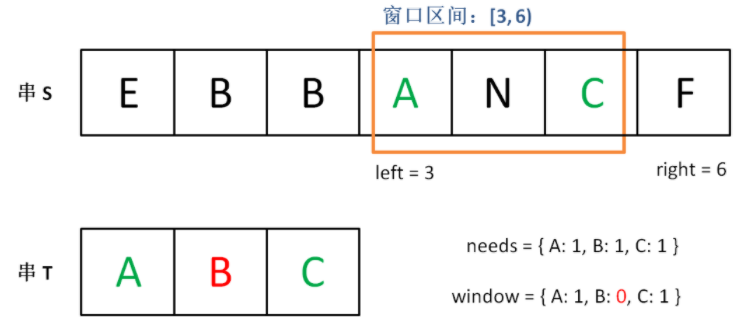 窗口区间：[3, 6)
串 S E B B A N C F
left = 3 right = 6
串 T A B C
needs = { A: 1, B: 1, C: 1 }
window = { A: 1, B: 0, C: 1 }